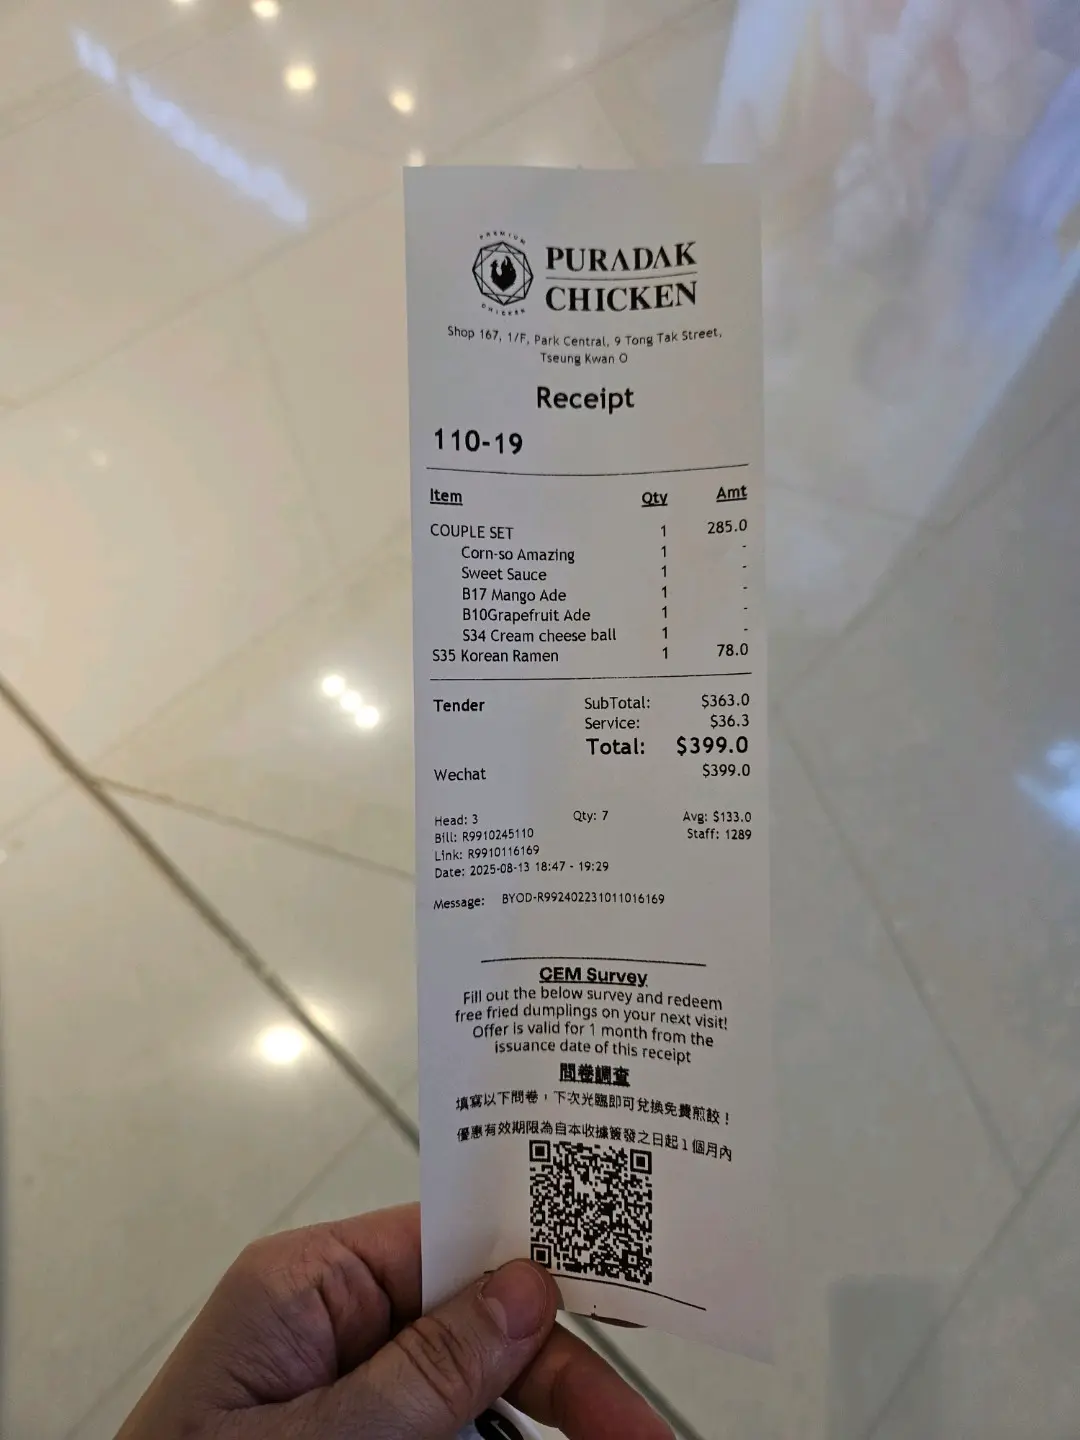 PREMIUM
PURADAK
CHICKEN
CHICKEN
Shop 167, 1/F, Park Central, 9 Tong Tak Street,
Tseung Kwan O
Receipt
110-19
Item Qty Amt
COUPLE SET 1 285.0
Corn-so Amazing 1 -
Sweet Sauce 1 -
B17 Mango Ade 1 -
B10Grapefruit Ade 1 -
S34 Cream cheese ball 1 -
S35 Korean Ramen 1 78.0
Tender SubTotal: $363.0
Service: $36.3
Total: $399.0
Wechat $399.0
Head: 3 Qty: 7 Avg: $133.0
Bill: R9910245110 Staff: 1289
Link: R9910116169
Date: 2025-08-13 18:47 - 19:29
Message: BYOD-R992402231011016169
CEM Survey
Fill out the below survey and redeem
free fried dumplings on your next visit!
Offer is valid for 1 month from the
issuance date of this receipt
問卷調查
填寫以下問卷，下次光臨即可兌換免費煎餃！
優惠有效期限為自本收據簽發之日起1個月內